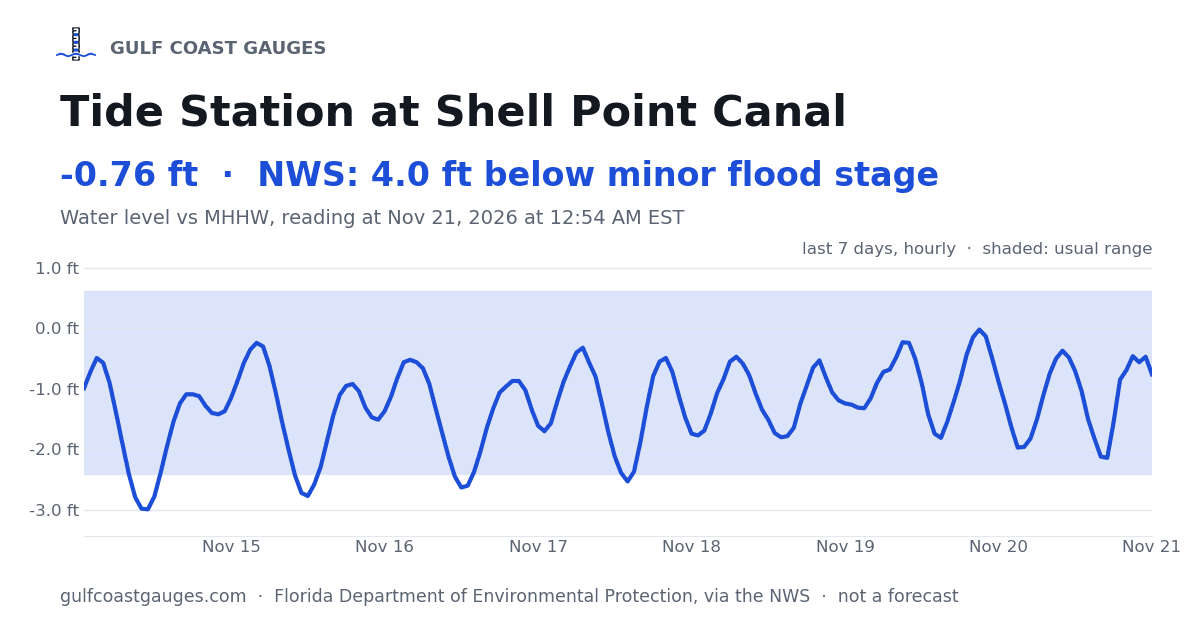 GULF COAST GAUGES
Tide Station at Shell Point Canal
-0.76 ft · NWS: 4.0 ft below minor flood stage
Water level vs MHHW, reading at Nov 21, 2026 at 12:54 AM EST
last 7 days, hourly · shaded: usual range
1.0 ft
0.0 ft
-1.0 ft
-2.0 ft
-3.0 ft
Nov 15 Nov 16 Nov 17 Nov 18 Nov 19 Nov 20 Nov 21
gulfcoastgauges.com · Florida Department of Environmental Protection, via the NWS · not a forecast